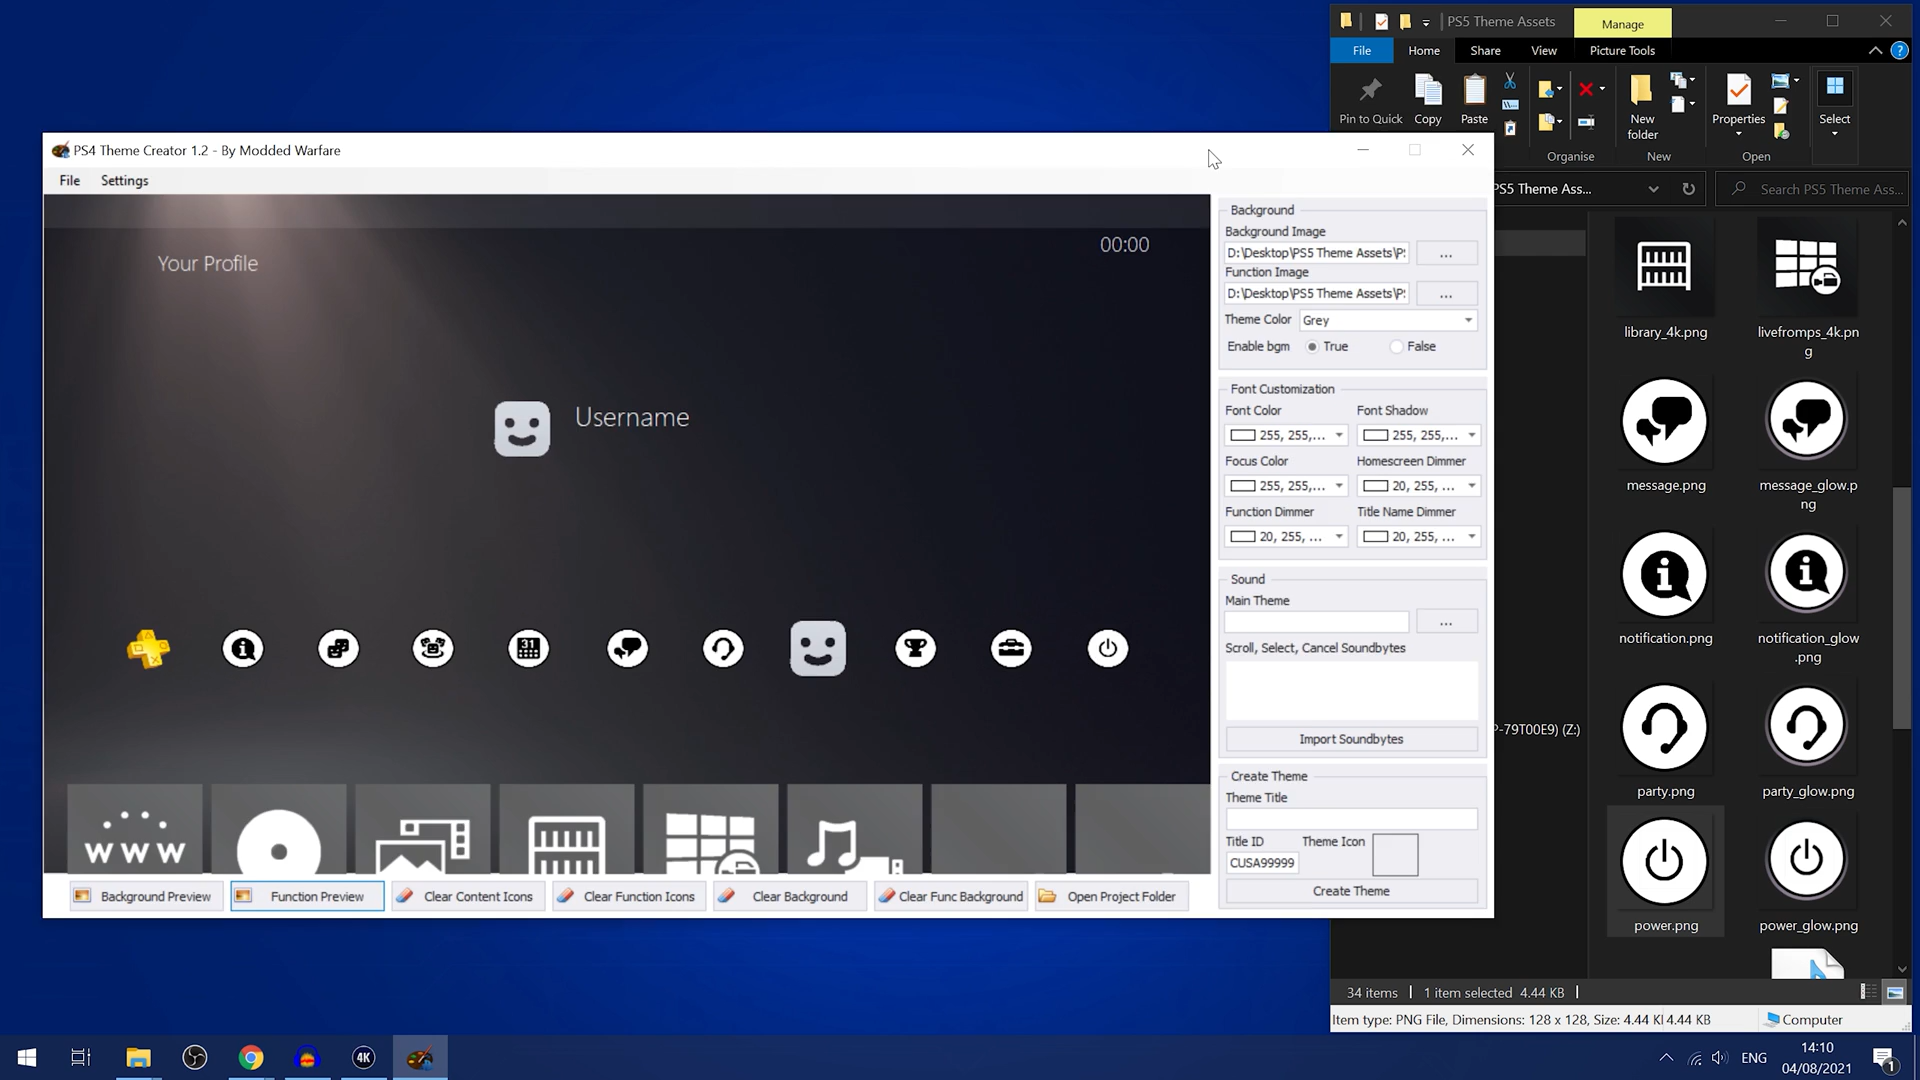 PS5 Theme Assets
Manage
File
Home
Share
View
Picture Tools
Pin to Quick
Copy
Paste
New
folder
Properties
Select
Organise
New
Open
PS5 Theme Ass...
Search PS5 Theme Ass...
PS4 Theme Creator 1.2 - By Modded Warfare
File
Settings
Your Profile
00:00
Username
31
WWW
Background
Background Image
D:\Desktop\PS5 Theme Assets\P
...
Function Image
D:\Desktop\PS5 Theme Assets\P
...
Theme Color
Grey
Enable bgm
True
False
Font Customization
Font Color
Font Shadow
255, 255,...
255, 255,...
Focus Color
Homescreen Dimmer
255, 255,...
20, 255, ...
Function Dimmer
Title Name Dimmer
20, 255, ...
20, 255, ...
Sound
Main Theme
...
Scroll, Select, Cancel Soundbytes
Import Soundbytes
Create Theme
Theme Title
Title ID
Theme Icon
CUSA99999
Create Theme
Background Preview
Function Preview
Clear Content Icons
Clear Function Icons
Clear Background
Clear Func Background
Open Project Folder
-79T00E9) (Z:)
library_4k.png
livefromps_4k.pn
g
message.png
message_glow.p
ng
notification.png
notification_glow
.png
party.png
party_glow.png
power.png
power_glow.png
34 items
1 item selected 4.44 KB
Item type: PNG File, Dimensions: 128 x 128, Size: 4.44 KI 4.44 KB
Computer
4K
ENG
14:10
04/08/2021
1